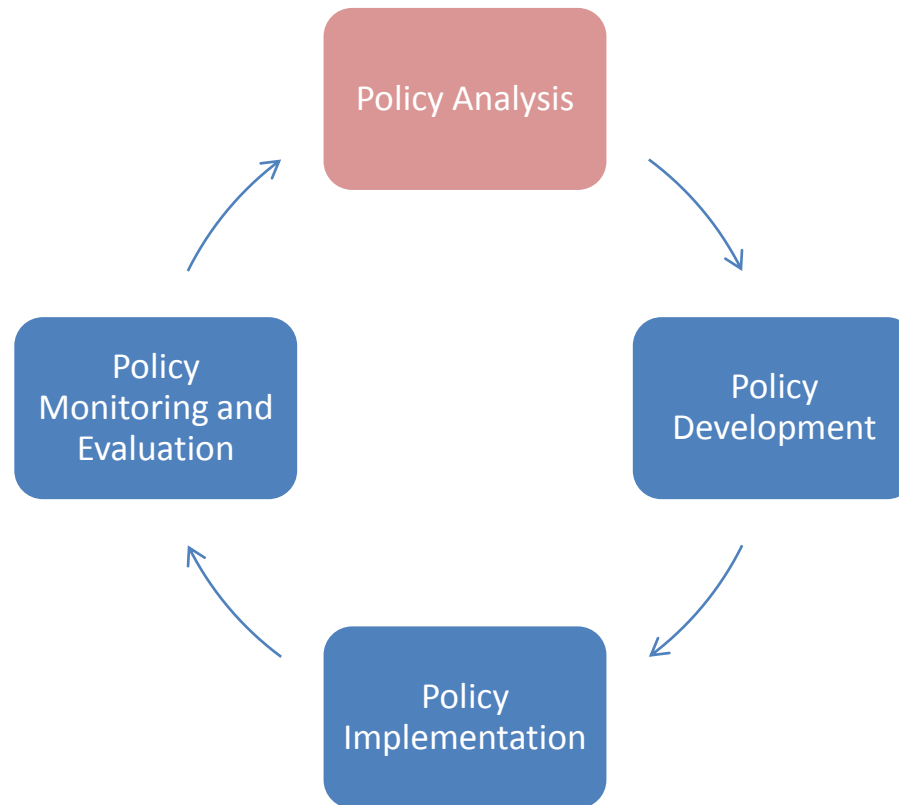 Policy Analysis
Policy
Development
Policy
Implementation
Policy
Monitoring and
Evaluation